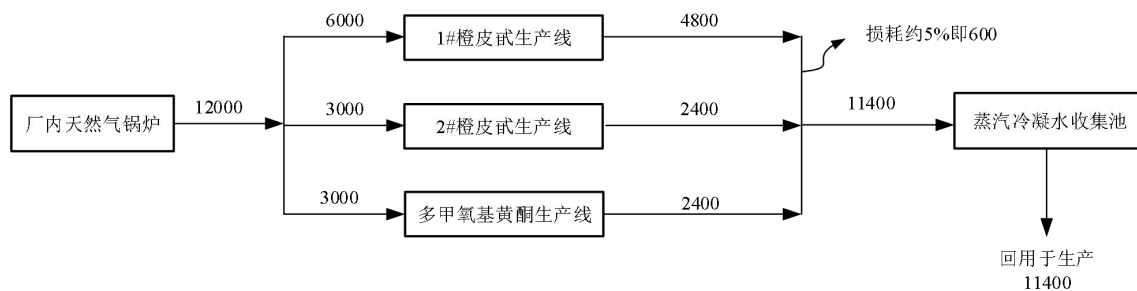 6000
1#橙皮甙生产线
4800
损耗约5%即600
厂内天然气锅炉
12000
3000
2#橙皮甙生产线
2400
11400
蒸汽冷凝水收集池
3000
多甲氧基黄酮生产线
2400
回用于生产
11400